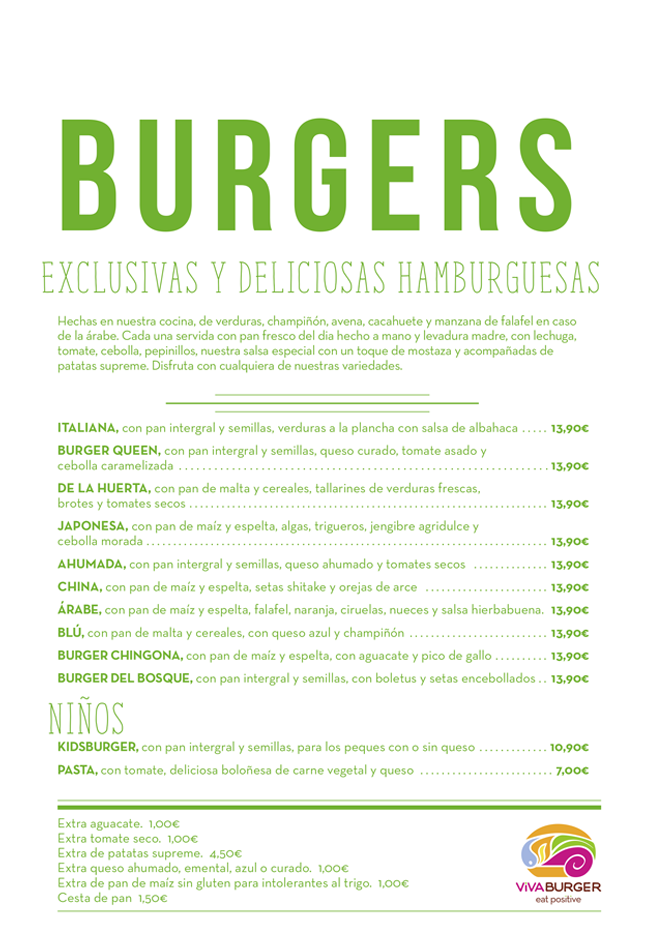 BURGERS
EXCLUSIVAS Y DELICIOSAS HAMBURGUESAS
Hechas en nuestra cocina, de verduras, champiñón, avena, cacahuete y manzana de falafel en caso
de la árabe. Cada una servida con pan fresco del dia hecho a mano y levadura madre, con lechuga,
tomate, cebolla, pepinillos, nuestra salsa especial con un toque de mostaza y acompañadas de
patatas supreme. Disfruta con cualquiera de nuestras variedades.
ITALIANA, con pan intergral y semillas, verduras a la plancha con salsa de albahaca ..... 13,90€
BURGER QUEEN, con pan intergral y semillas, queso curado, tomate asado y
cebolla caramelizada ............................................................... 13,90€
DE LA HUERTA, con pan de malta y cereales, tallarines de verduras frescas,
brotes y tomates secos ............................................................. 13,90€
JAPONESA, con pan de maíz y espelta, algas, trigueros, jengibre agridulce y
cebolla morada ..................................................................... 13,90€
AHUMADA, con pan intergral y semillas, queso ahumado y tomates secos .............. 13,90€
CHINA, con pan de maíz y espelta, setas shitake y orejas de arce ....................... 13,90€
ÁRABE, con pan de maíz y espelta, falafel, naranja, ciruelas, nueces y salsa hierbabuena. 13,90€
BLÚ, con pan de malta y cereales, con queso azul y champiñón .......................... 13,90€
BURGER CHINGONA, con pan de maíz y espelta, con aguacate y pico de gallo .......... 13,90€
BURGER DEL BOSQUE, con pan intergral y semillas, con boletus y setas encebollados .. 13,90€
NIÑOS
KIDSBURGER, con pan intergral y semillas, para los peques con o sin queso ............. 10,90€
PASTA, con tomate, deliciosa boloñesa de carne vegetal y queso ......................... 7,00€
Extra aguacate. 1,00€
Extra tomate seco. 1,00€
Extra de patatas supreme. 4,50€
Extra queso ahumado, emental, azul o curado. 1,00€
Extra de pan de maíz sin gluten para intolerantes al trigo. 1,00€
Cesta de pan 1,50€
ViVABURGER
eat positive